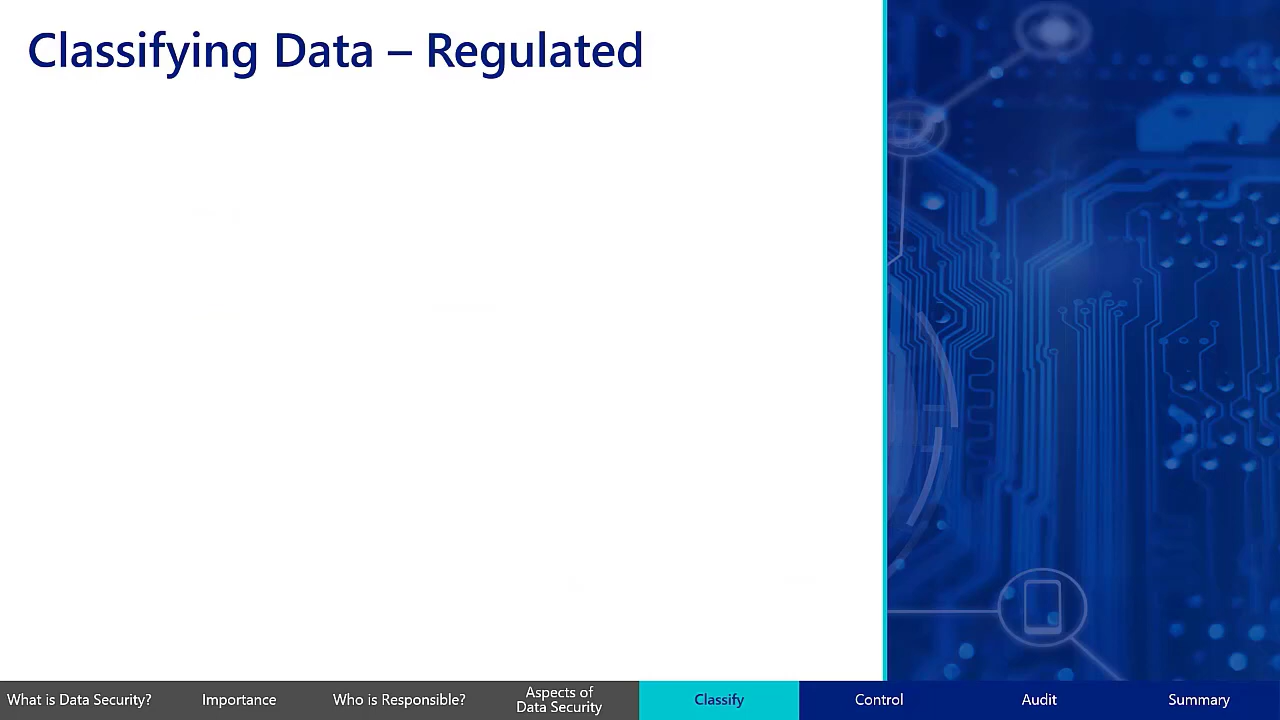 Classifying Data – Regulated
What is Data Security?
Importance
Who is Responsible?
Aspects of
Data Security
Classify
Control
Audit
Summary